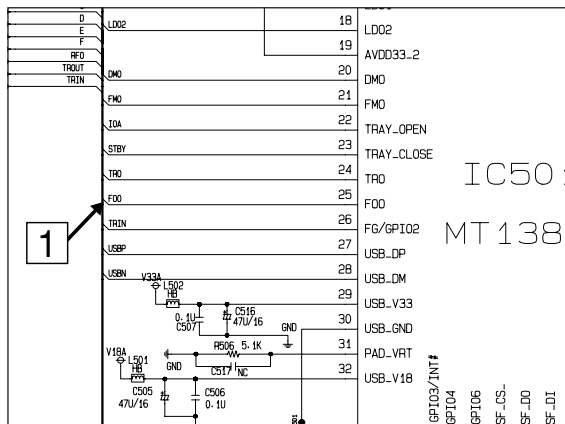 D
E
F
RFO
TROUT
TRIN
LDO2 18 LDO2
19 AVDD33_2
DMO 20 DMO
FMO 21 FMO
IOA 22 TRAY_OPEN
STBY 23 TRAY_CLOSE
TRO 24 TRO
FOO 25 FOO
TRIN 26 FG/GPIO2
USBP 27 USB_DP
USBN 28 USB_DM
1
IC50
MT138
V33A L502
HB
29 USB_V33
0.1U
C507
C516
47U/16
GND
30 USB_GND
R506 5.1K
31 PAD_VRT
GND
C517 NC
V18A L501
HB
32 USB_V18
C505
47U/16
C506
0.1U
GPIO3/INT#
GPIO4
GPIO6
SF_CS_
SF_DO
SF_DI